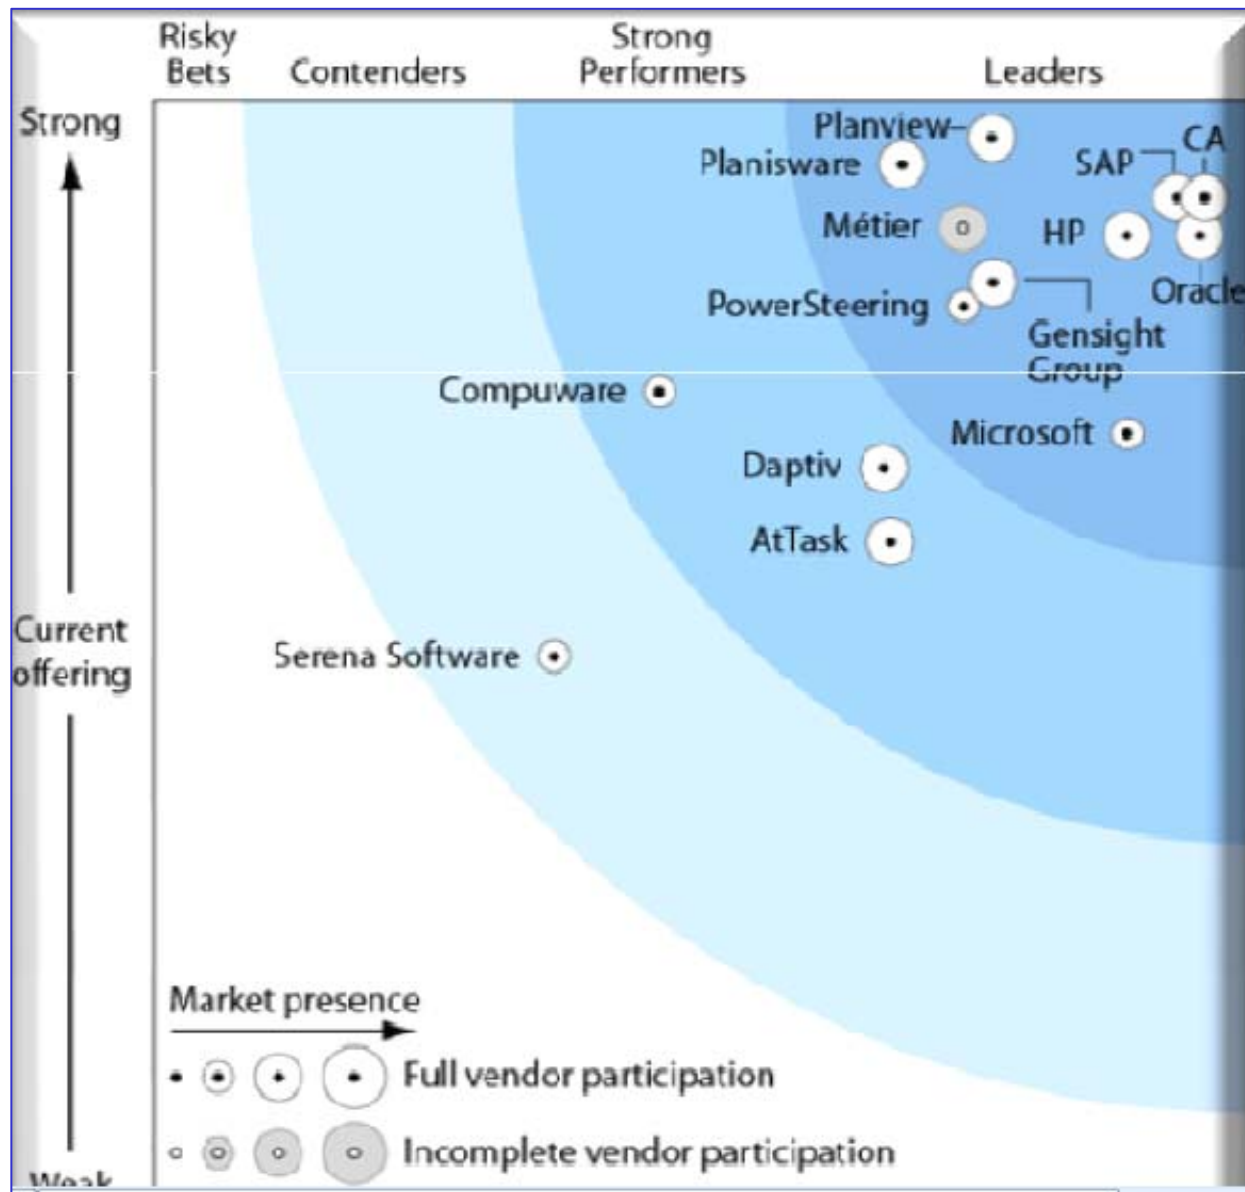 Risky
Bets
Contenders
Strong
Performers
Leaders
Strong
Planview
CA
Planisware
SAP
Métier
HP
Oracle
PowerSteering
Gensight
Group
Compuware
Microsoft
Daptiv
AtTask
Current
offering
Serena Software
Market presence
Full vendor participation
Incomplete vendor participation
Weak